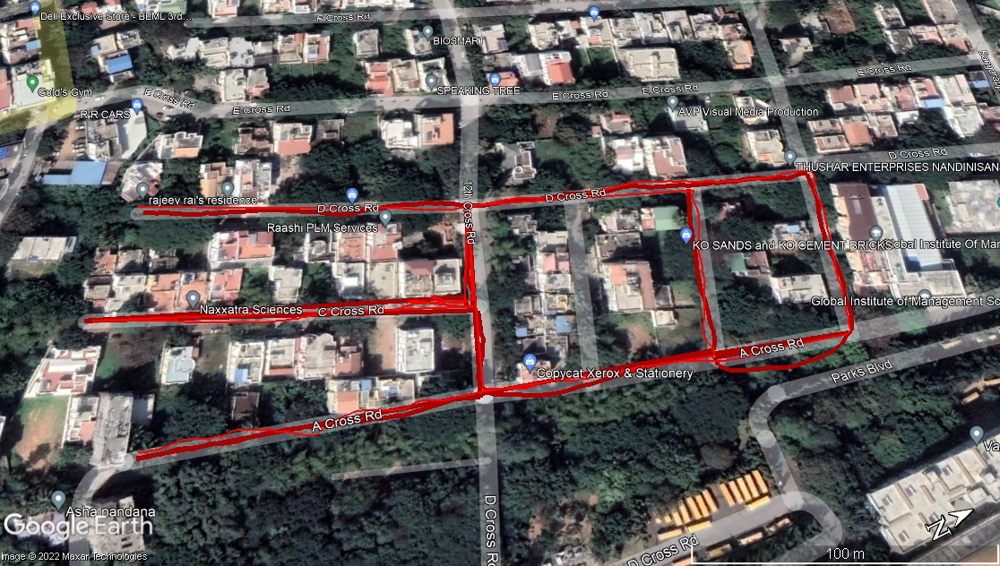 Dell Exclusive Store - BEML 3rd...
F Cross Rd
BIOSMART
Gold's Gym
E Cross Rd
SPEAKING TREE
E Cross Rd
E Cross Rd
E Cross Rd
R R CARS
E Cross Rd
AVP Visual Media Production
D Cross Rd
THUSHAR ENTERPRISES NANDINISAN
rajeev rai's residence
12th Cross Rd
D Cross Rd
D Cross Rd
Raashi PLM Services
KO SANDS and KO CEMENT BRICKS
Global Institute Of Man
Naxxatra Sciences
C Cross Rd
Global Institute of Management Sc
A Cross Rd
Copycat Xerox & Stationery
Parks Blvd
A Cross Rd
Va
Asha nandana
D Cross Rd
Google Earth
D Cross Rd
N
100 m
Image © 2022 Maxar Technologies